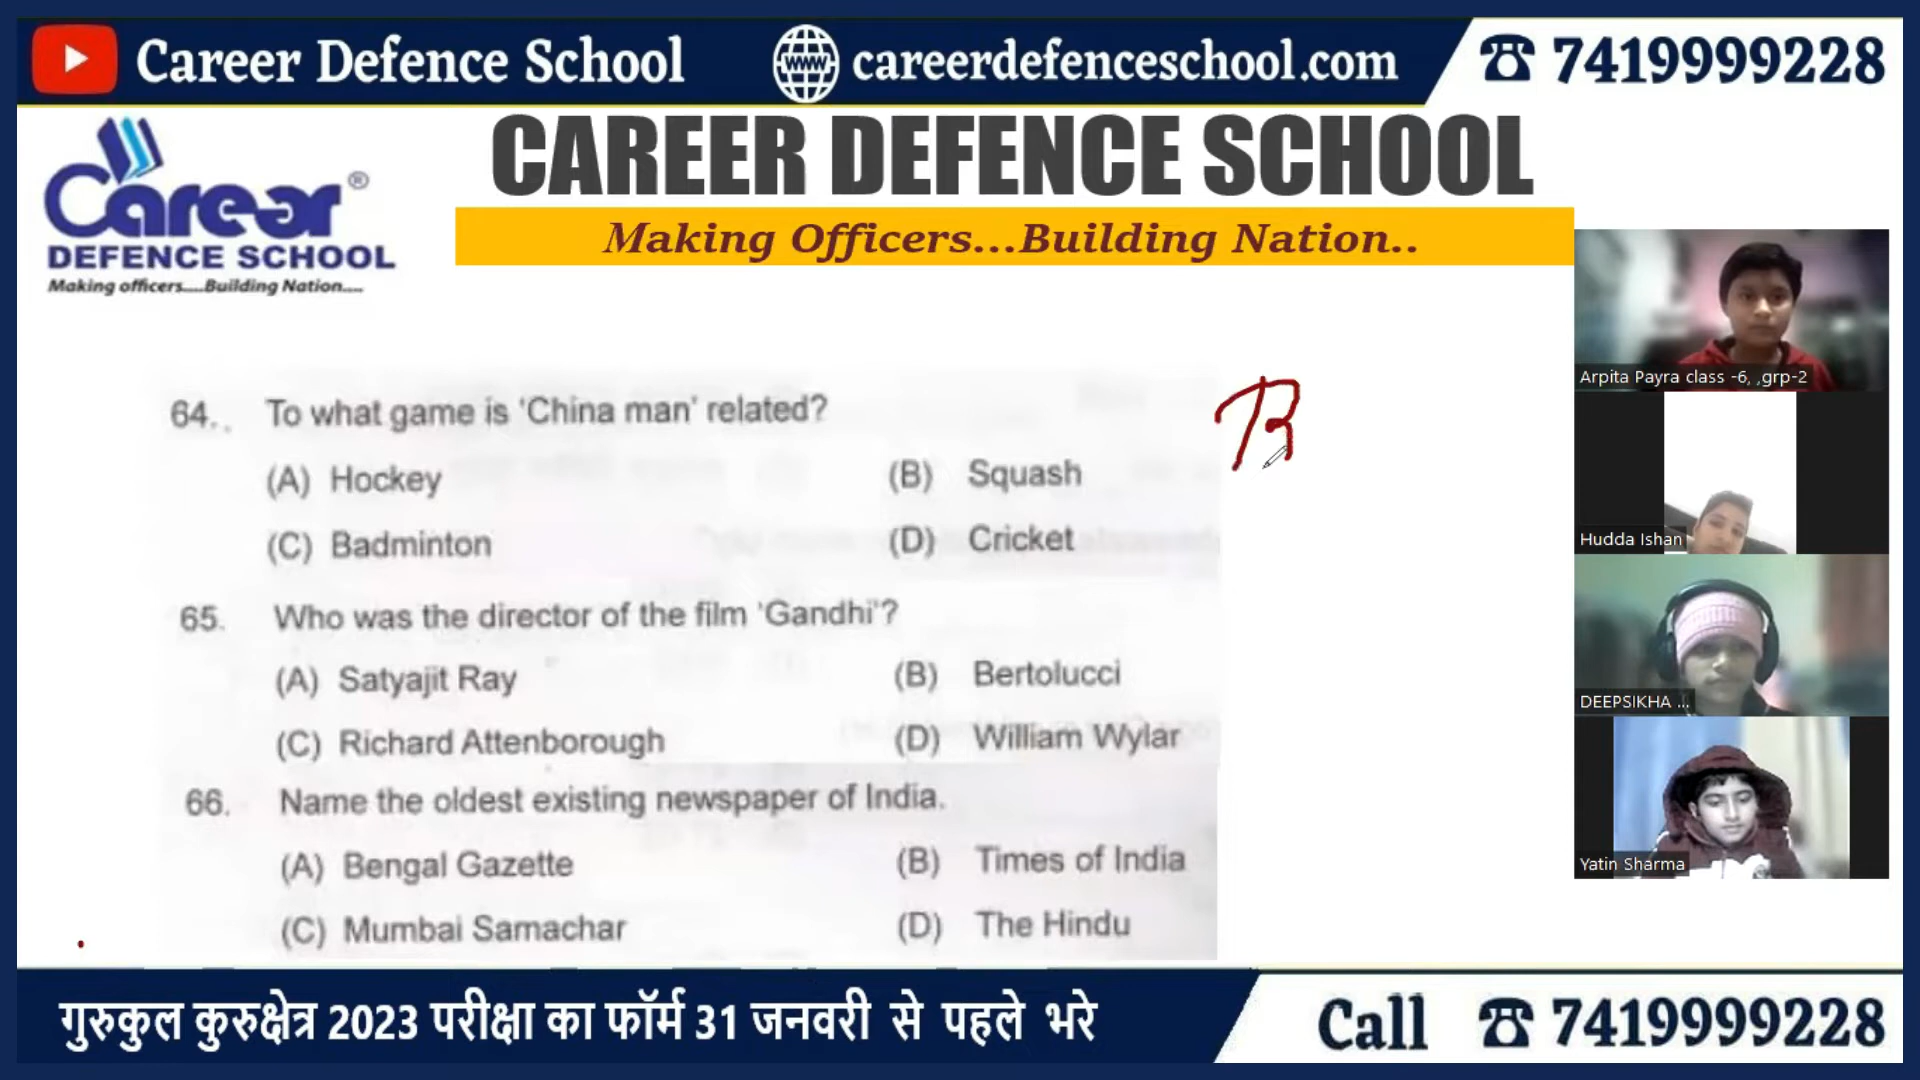 Career Defence School
www
careerdefenceschool.com
7419999228
Career®
DEFENCE SCHOOL
Making officers....Building Nation....
CAREER DEFENCE SCHOOL
Making Officers...Building Nation..
64.. To what game is 'China man' related?
(A) Hockey (B) Squash
(C) Badminton (D) Cricket
65. Who was the director of the film 'Gandhi'?
(A) Satyajit Ray (B) Bertolucci
(C) Richard Attenborough (D) William Wylar
66. Name the oldest existing newspaper of India.
(A) Bengal Gazette (B) Times of India
(C) Mumbai Samachar (D) The Hindu
Arpita Payra class -6, ,grp-2
Hudda Ishan
DEEPSIKHA ...
Yatin Sharma
गुरुकुल कुरुक्षेत्र 2023 परीक्षा का फॉर्म 31 जनवरी से पहले भरे
Call 7419999228